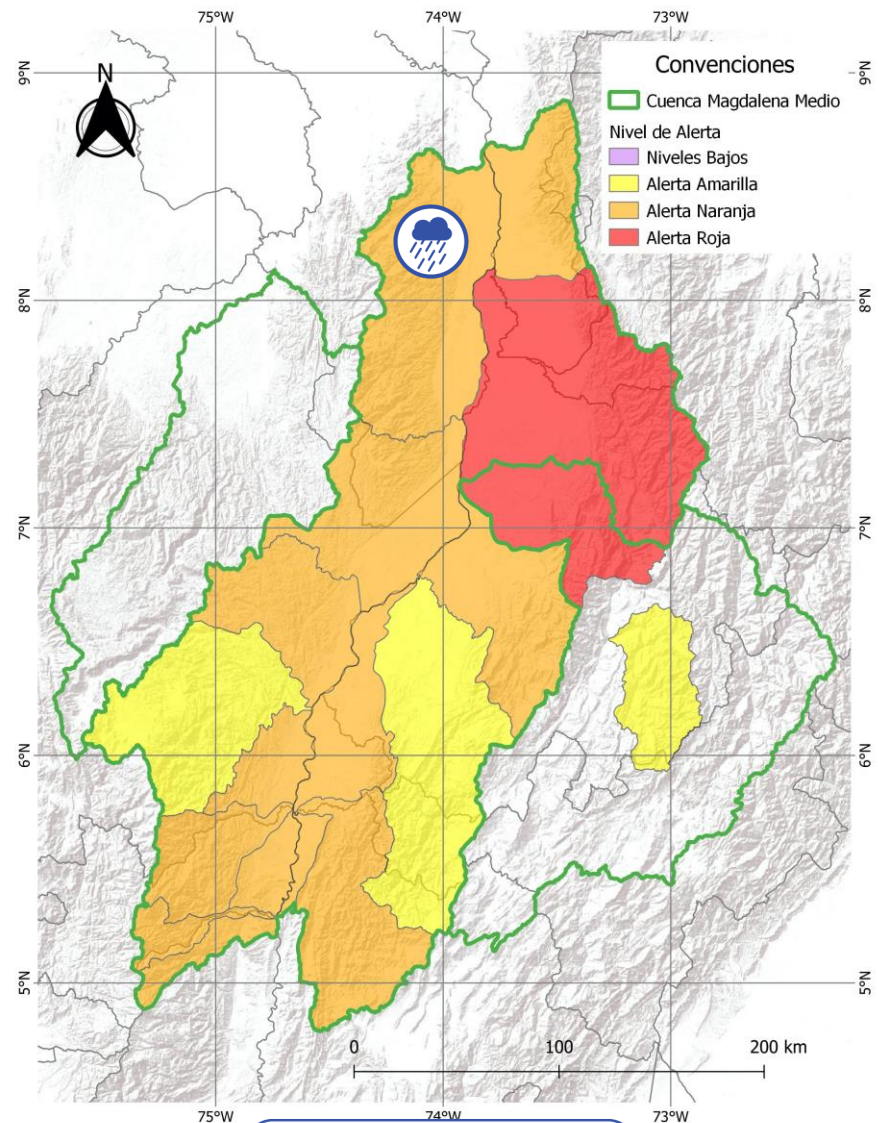 75°W 74°W 73°W
9°N 9°N
N
Convenciones
Cuenca Magdalena Medio
Nivel de Alerta
Niveles Bajos
Alerta Amarilla
Alerta Naranja
Alerta Roja
8°N 8°N
7°N 7°N
6°N 6°N
5°N 5°N
0 100 200 km
75°W 74°W 73°W